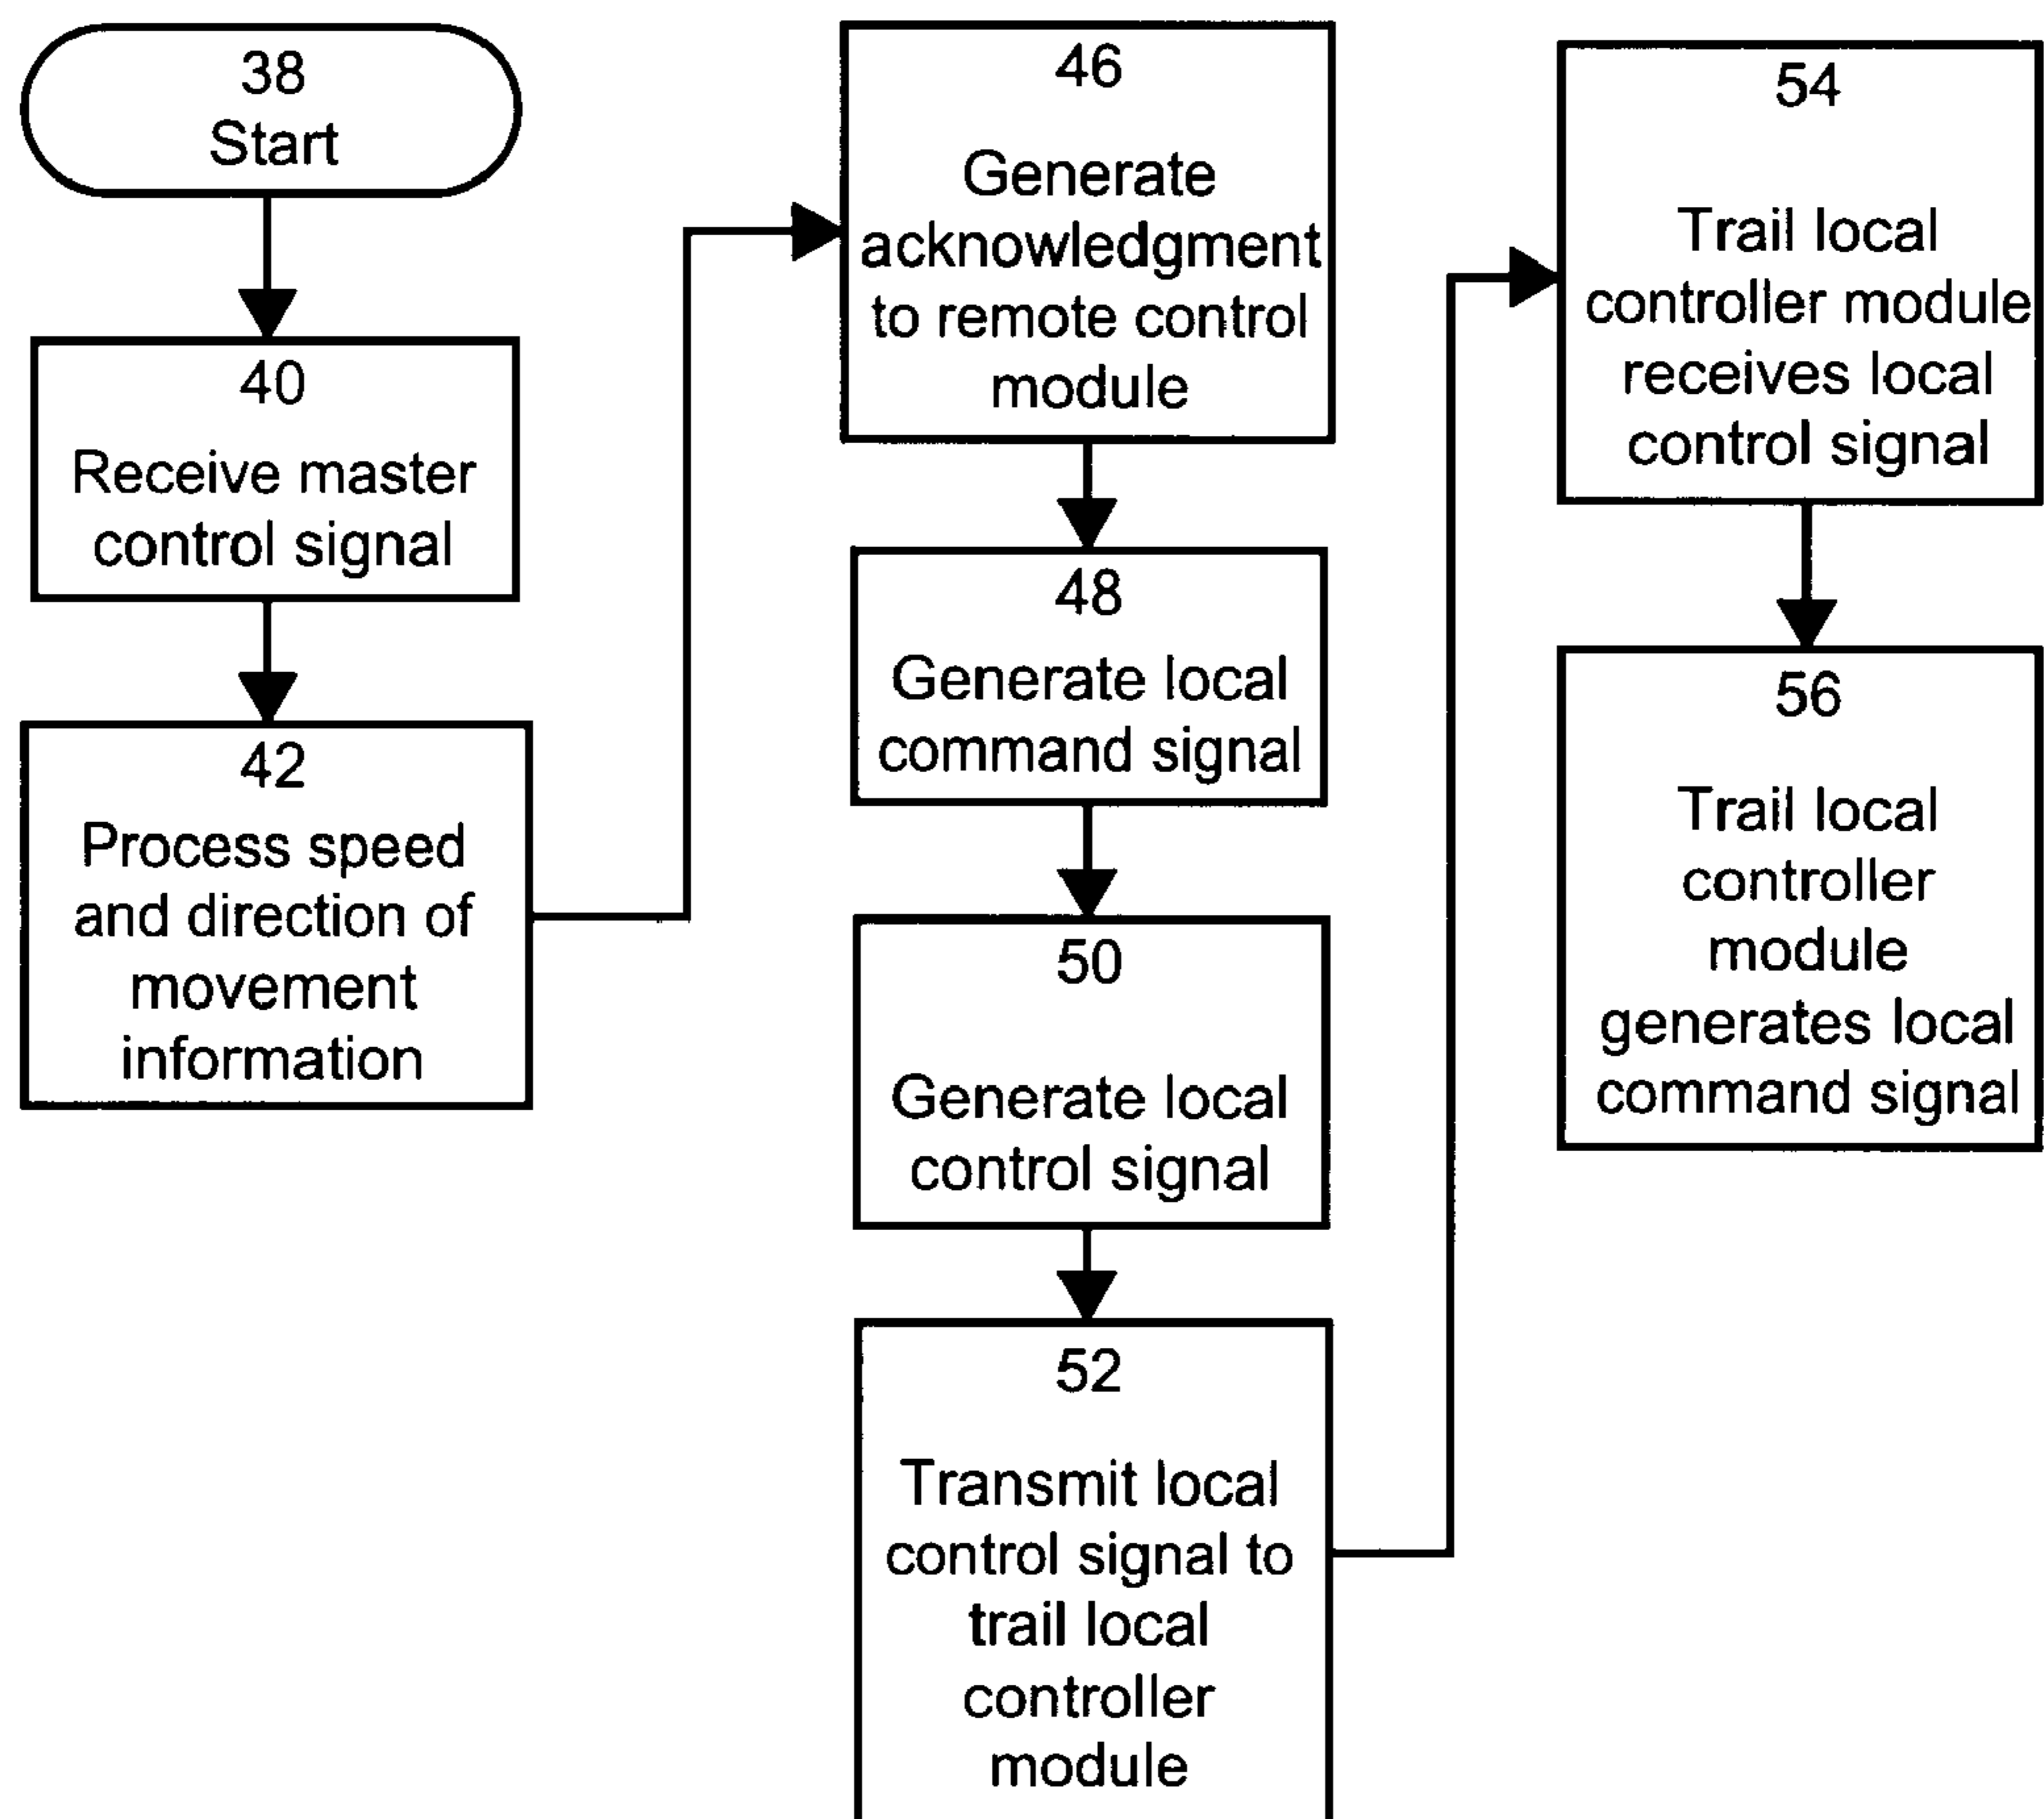 38
Start
40
Receive master
control signal
42
Process speed
and direction of
movement
information
46
Generate
acknowledgment
to remote control
module
48
Generate local
command signal
50
Generate local
control signal
52
Transmit local
control signal to
trail local
controller
module
54
Trail local
controller module
receives local
control signal
56
Trail local
controller
module
generates local
command signal